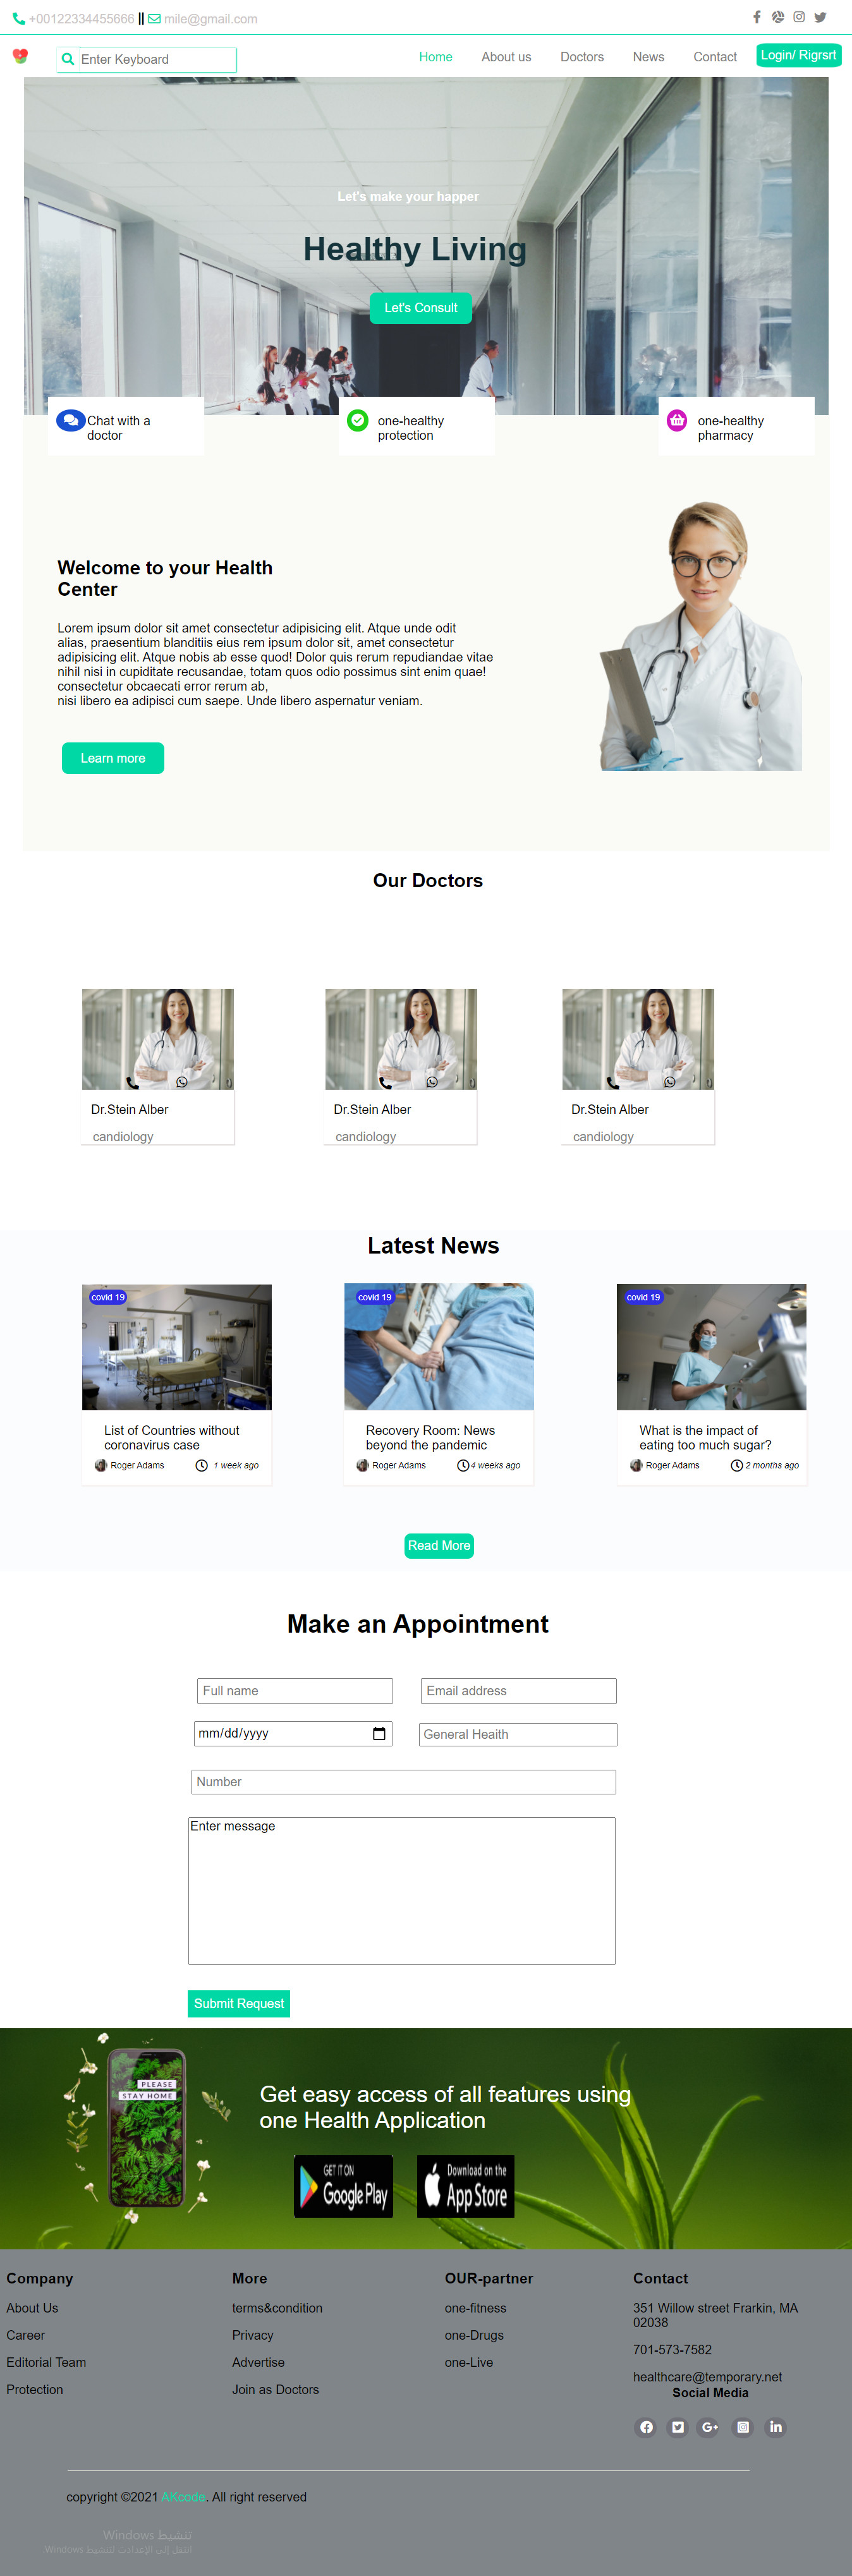 +00122334455666 || mile@gmail.com
Enter Keyboard
Home About us Doctors News Contact Login/ Rigrsrt
Let's make your happer
Healthy Living
Let's Consult
Chat with a
doctor
one-healthy
protection
one-healthy
pharmacy
Welcome to your Health
Center
Lorem ipsum dolor sit amet consectetur adipisicing elit. Atque unde odit
alias, praesentium blanditiis eius rem ipsum dolor sit, amet consectetur
adipisicing elit. Atque nobis ab esse quod! Dolor quis rerum repudiandae vitae
nihil nisi in cupiditate recusandae, totam quos odio possimus sint enim quae!
consectetur obcaecati error rerum ab,
nisi libero ea adipisci cum saepe. Unde libero aspernatur veniam.
Learn more
Our Doctors
Dr.Stein Alber
candiology
Dr.Stein Alber
candiology
Dr.Stein Alber
candiology
Latest News
covid 19
List of Countries without
coronavirus case
Roger Adams 1 week ago
covid 19
Recovery Room: News
beyond the pandemic
Roger Adams 4 weeks ago
covid 19
What is the impact of
eating too much sugar?
Roger Adams 2 months ago
Read More
Make an Appointment
Full name
Email address
mm/dd/yyyy
General Heaith
Number
Enter message
Submit Request
PLEASE
STAY HOME
Get easy access of all features using
one Health Application
GET IT ON
Google Play
Download on the
App Store
Company
About Us
Career
Editorial Team
Protection
More
terms&condition
Privacy
Advertise
Join as Doctors
OUR-partner
one-fitness
one-Drugs
one-Live
Contact
351 Willow street Frarkin, MA
02038
701-573-7582
healthcare@temporary.net
Social Media
copyright ©2021 AKcode. All right reserved
تنشيط Windows
انتقل إلى الإعدادات لتنشيط Windows